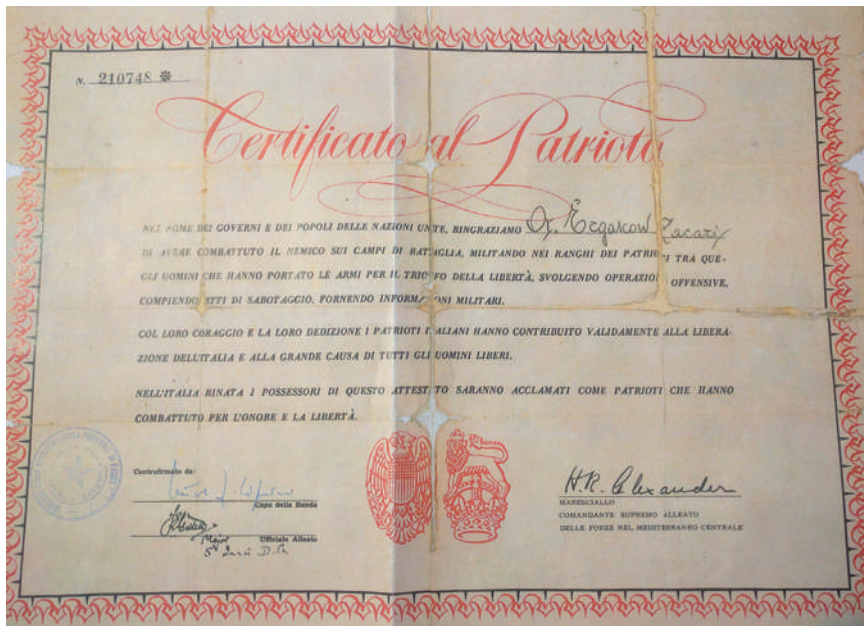 N. 210748
Certificato al Patriota
NEL NOME DEI GOVERNI E DEI POPOLI DELLE NAZIONI UNITE, RINGRAZIAMO
DI AVERE COMBATTUTO IL NEMICO SUI CAMPI DI BATTAGLIA, MILITANDO NEI RANGHI DEI PATRIOTI TRA QUE-
GLI UOMINI CHE HANNO PORTATO LE ARMI PER IL TRIONFO DELLA LIBERTÀ, SVOLGENDO OPERAZIONI OFFENSIVE,
COMPIENDO ATTI DI SABOTAGGIO, FORNENDO INFORMAZIONI MILITARI.
COL LORO CORAGGIO E LA LORO DEDIZIONE I PATRIOTI ITALIANI HANNO CONTRIBUITO VALIDAMENTE ALLA LIBERA-
ZIONE DELL'ITALIA E ALLA GRANDE CAUSA DI TUTTI GLI UOMINI LIBERI.
NELL'ITALIA RINATA I POSSESSORI DI QUESTO ATTESTATO SARANNO ACCLAMATI COME PATRIOTI CHE HANNO
COMBATTUTO PER L'ONORE E LA LIBERTÀ.
Controfirmato da:
Capo della Banda
Major
Ufficiale Alleato
H.R. Alexander
MARESCIALLO
COMANDANTE SUPREMO ALLEATO
DELLE FORZE NEL MEDITERRANEO CENTRALE